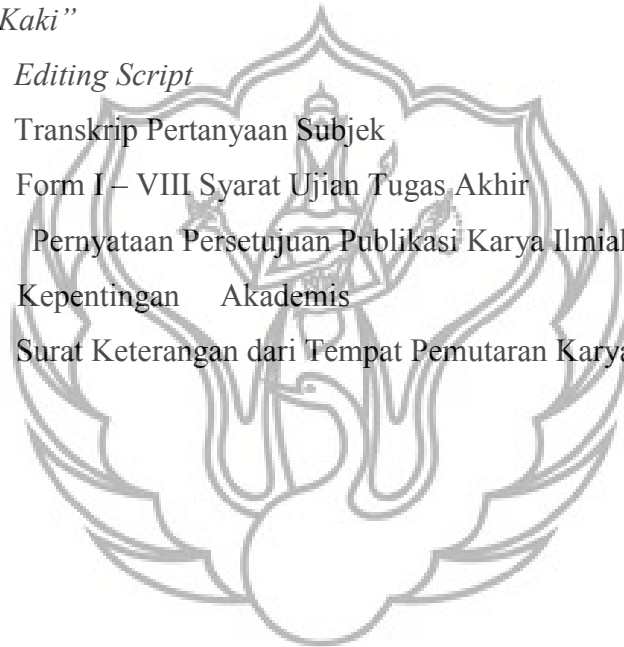 Kaki”
Editing Script
Transkrip Pertanyaan Subjek
Form I – VIII Syarat Ujian Tugas Akhir
Pernyataan Persetujuan Publikasi Karya Ilmiah
Kepentingan Akademis
Surat Keterangan dari Tempat Pemutaran Karya